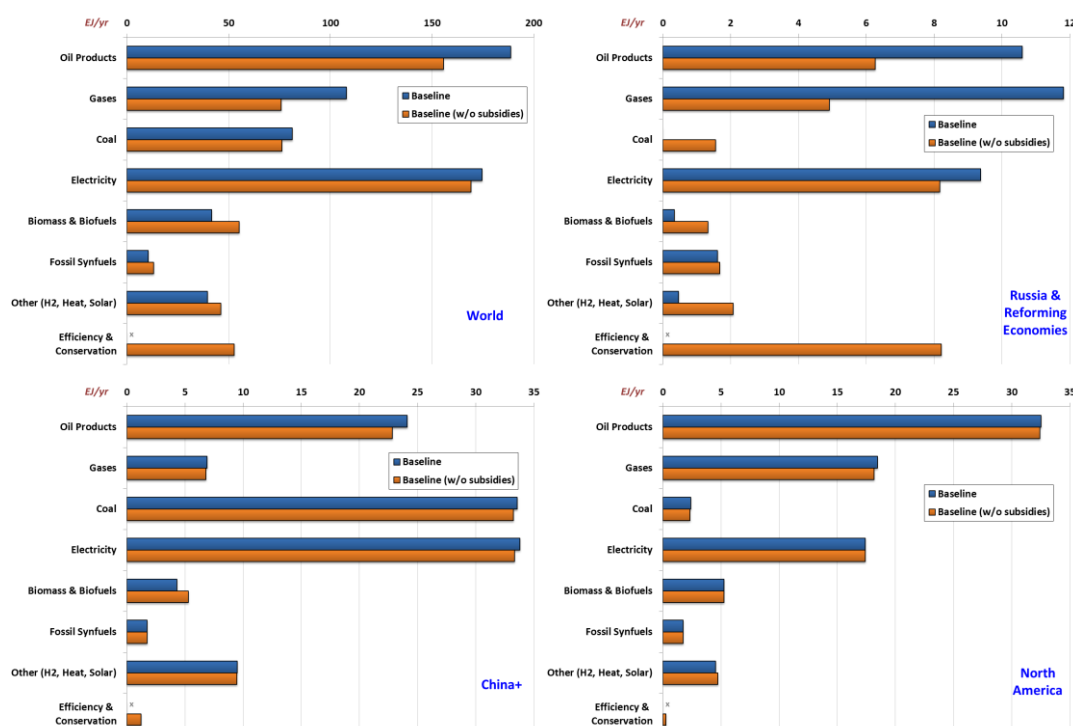 EJ/yr 0 50 100 150 200
Oil Products
Gases
Coal
Electricity
Biomass & Biofuels
Fossil Synfuels
Other (H2, Heat, Solar)
Efficiency &
Conservation
x
Baseline
Baseline (w/o subsidies)
World
EJ/yr 0 2 4 6 8 10 12
Oil Products
Gases
Coal
Electricity
Biomass & Biofuels
Fossil Synfuels
Other (H2, Heat, Solar)
Efficiency &
Conservation
x
Baseline
Baseline (w/o subsidies)
Russia &
Reforming
Economies
EJ/yr 0 5 10 15 20 25 30 35
Oil Products
Gases
Coal
Electricity
Biomass & Biofuels
Fossil Synfuels
Other (H2, Heat, Solar)
Efficiency &
Conservation
x
Baseline
Baseline (w/o subsidies)
China+
EJ/yr 0 5 10 15 20 25 30 35
Oil Products
Gases
Coal
Electricity
Biomass & Biofuels
Fossil Synfuels
Other (H2, Heat, Solar)
Efficiency &
Conservation
x
Baseline
Baseline (w/o subsidies)
North
America